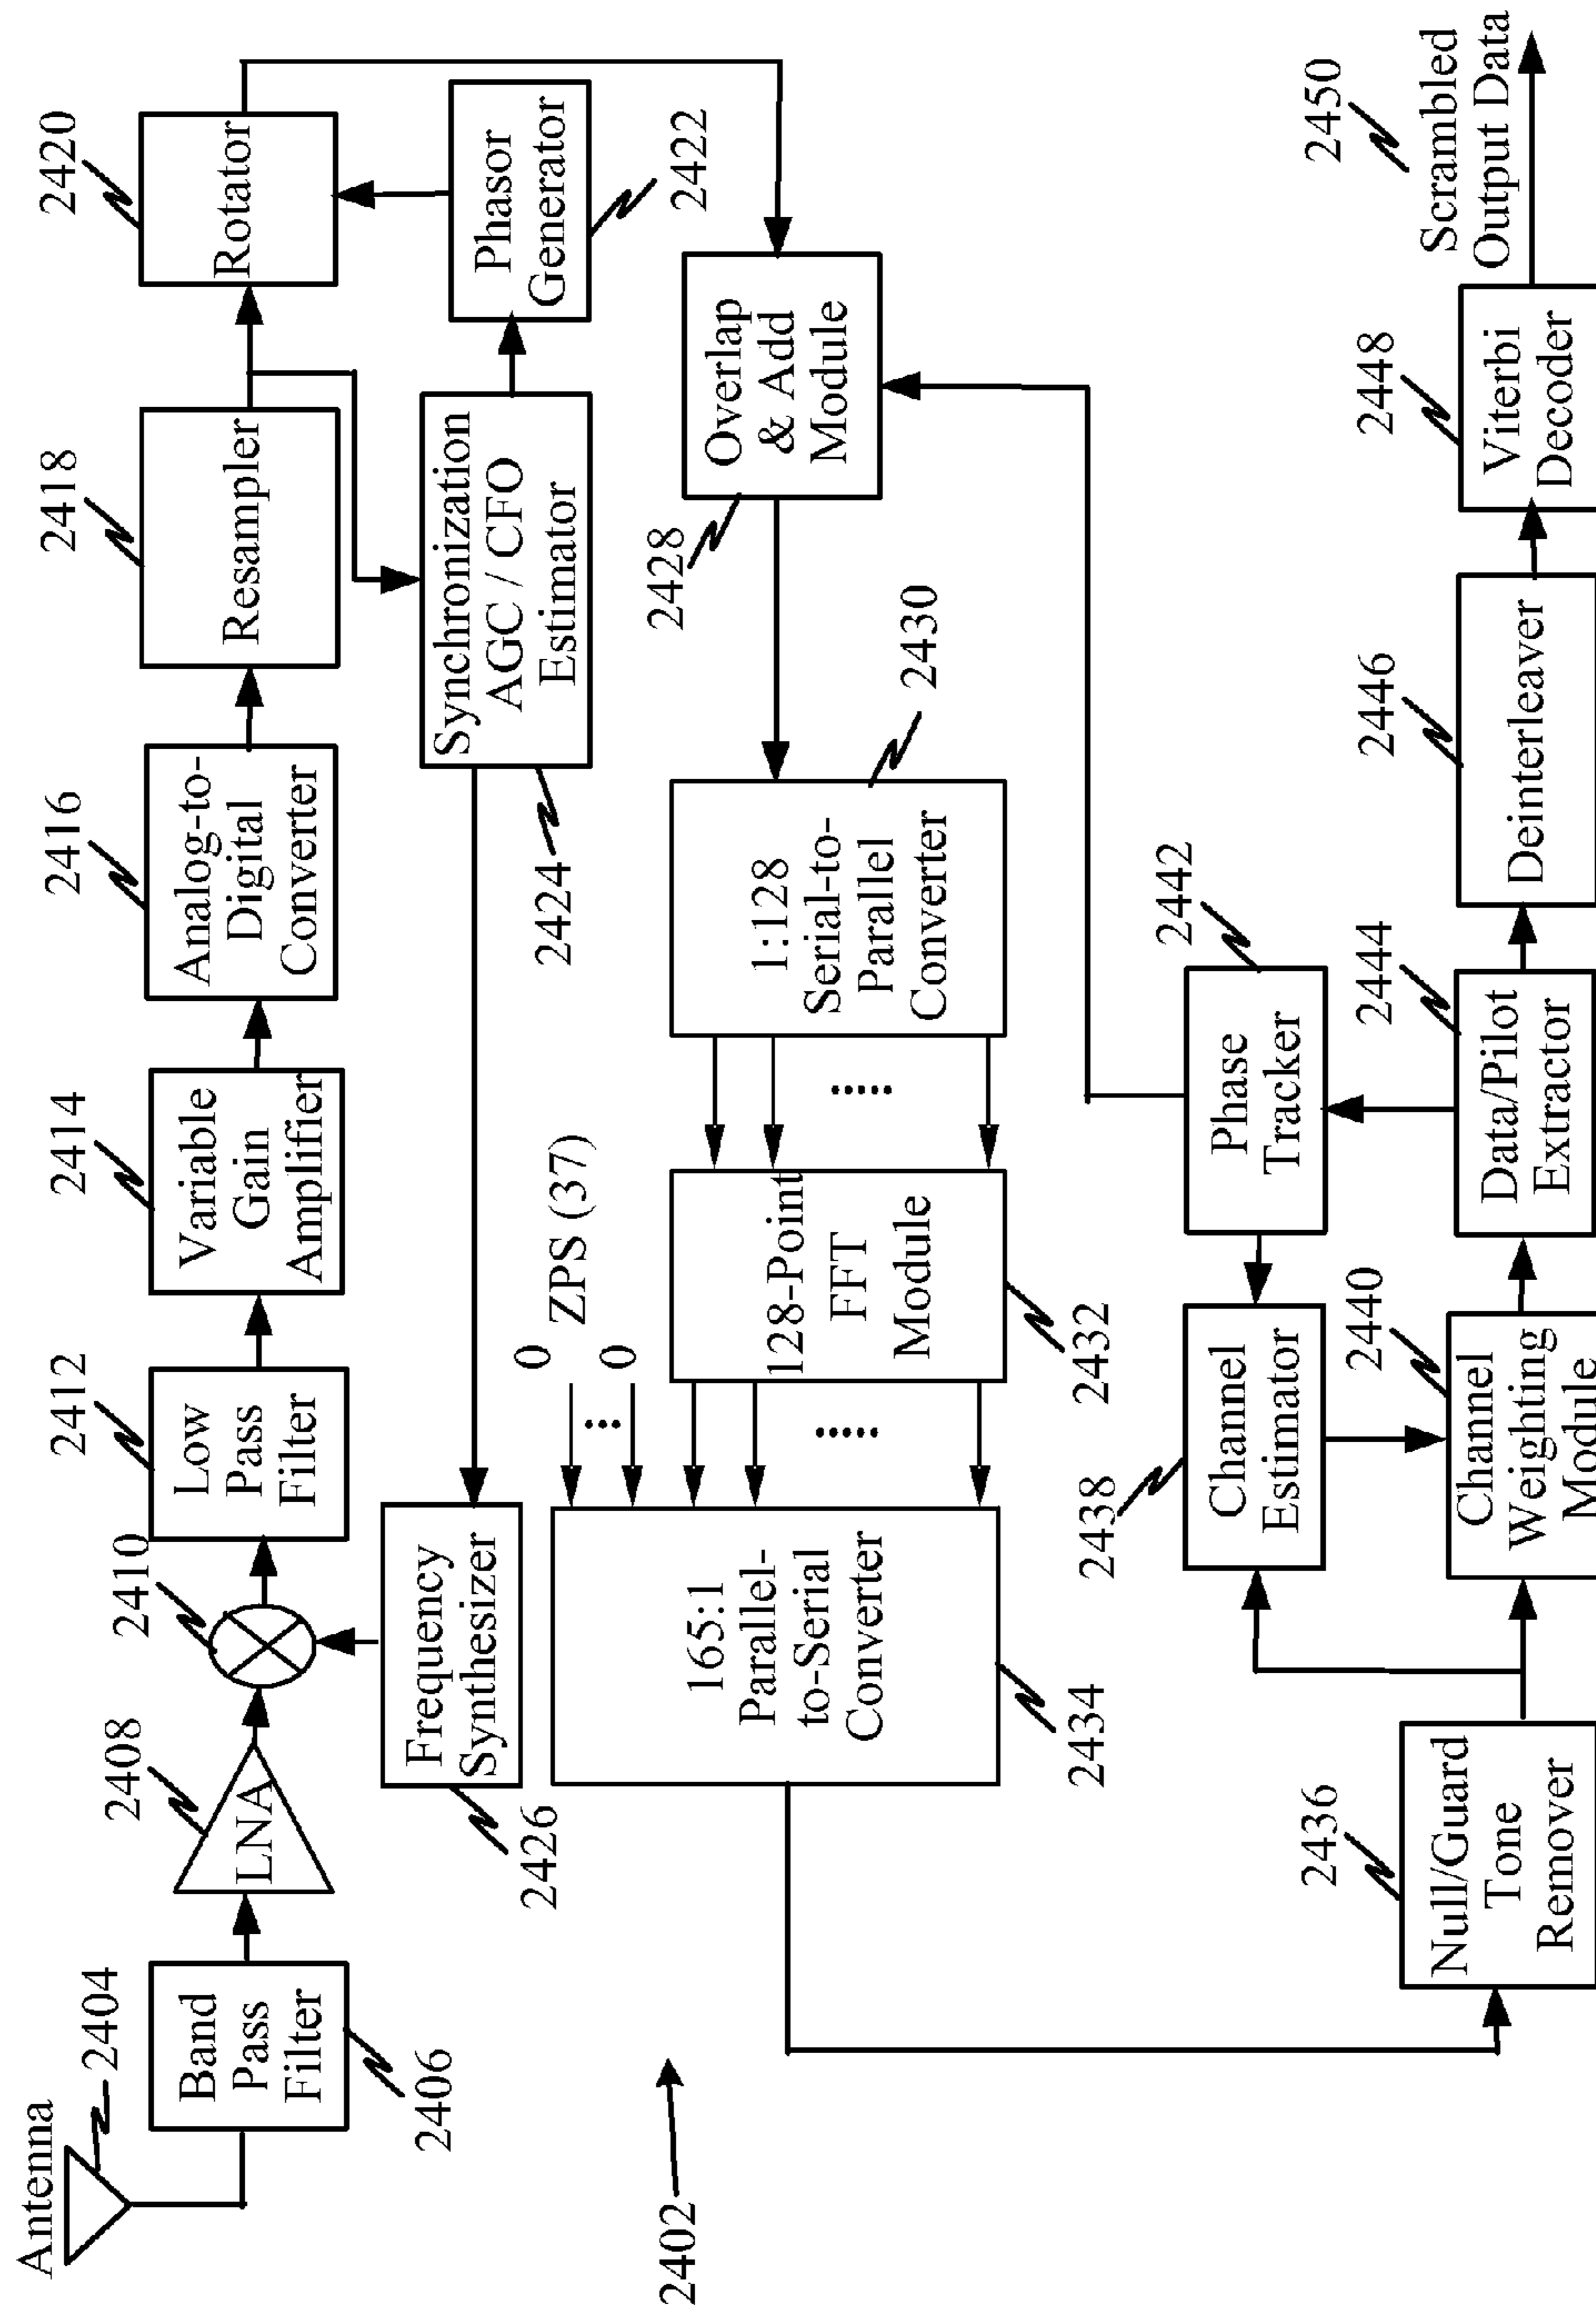 Antenna
2404
Band
Pass
Filter
2406
2408
LNA
2410
2412
Low
Pass
Filter
2414
Variable
Gain
Amplifier
2416
Analog-to-
Digital
Converter
2418
Resampler
2420
Rotator
Phasor
Generator
2422
Synchronization
AGC / CFO
Estimator
2424
Frequency
Synthesizer
2426
Overlap
& Add
Module
2428
1:128
Serial-to-
Parallel
Converter
2430
128-Point
FFT
Module
2432
0
0
ZPS (37)
165:1
Parallel-
to-Serial
Converter
2434
2402
2436
Null/Guard
Tone
Remover
2438
Channel
Estimator
2440
Channel
Weighting
Module
2442
Phase
Tracker
2444
Data/Pilot
Extractor
2446
Deinterleaver
2448
Viterbi
Decoder
2450
Scrambled
Output Data